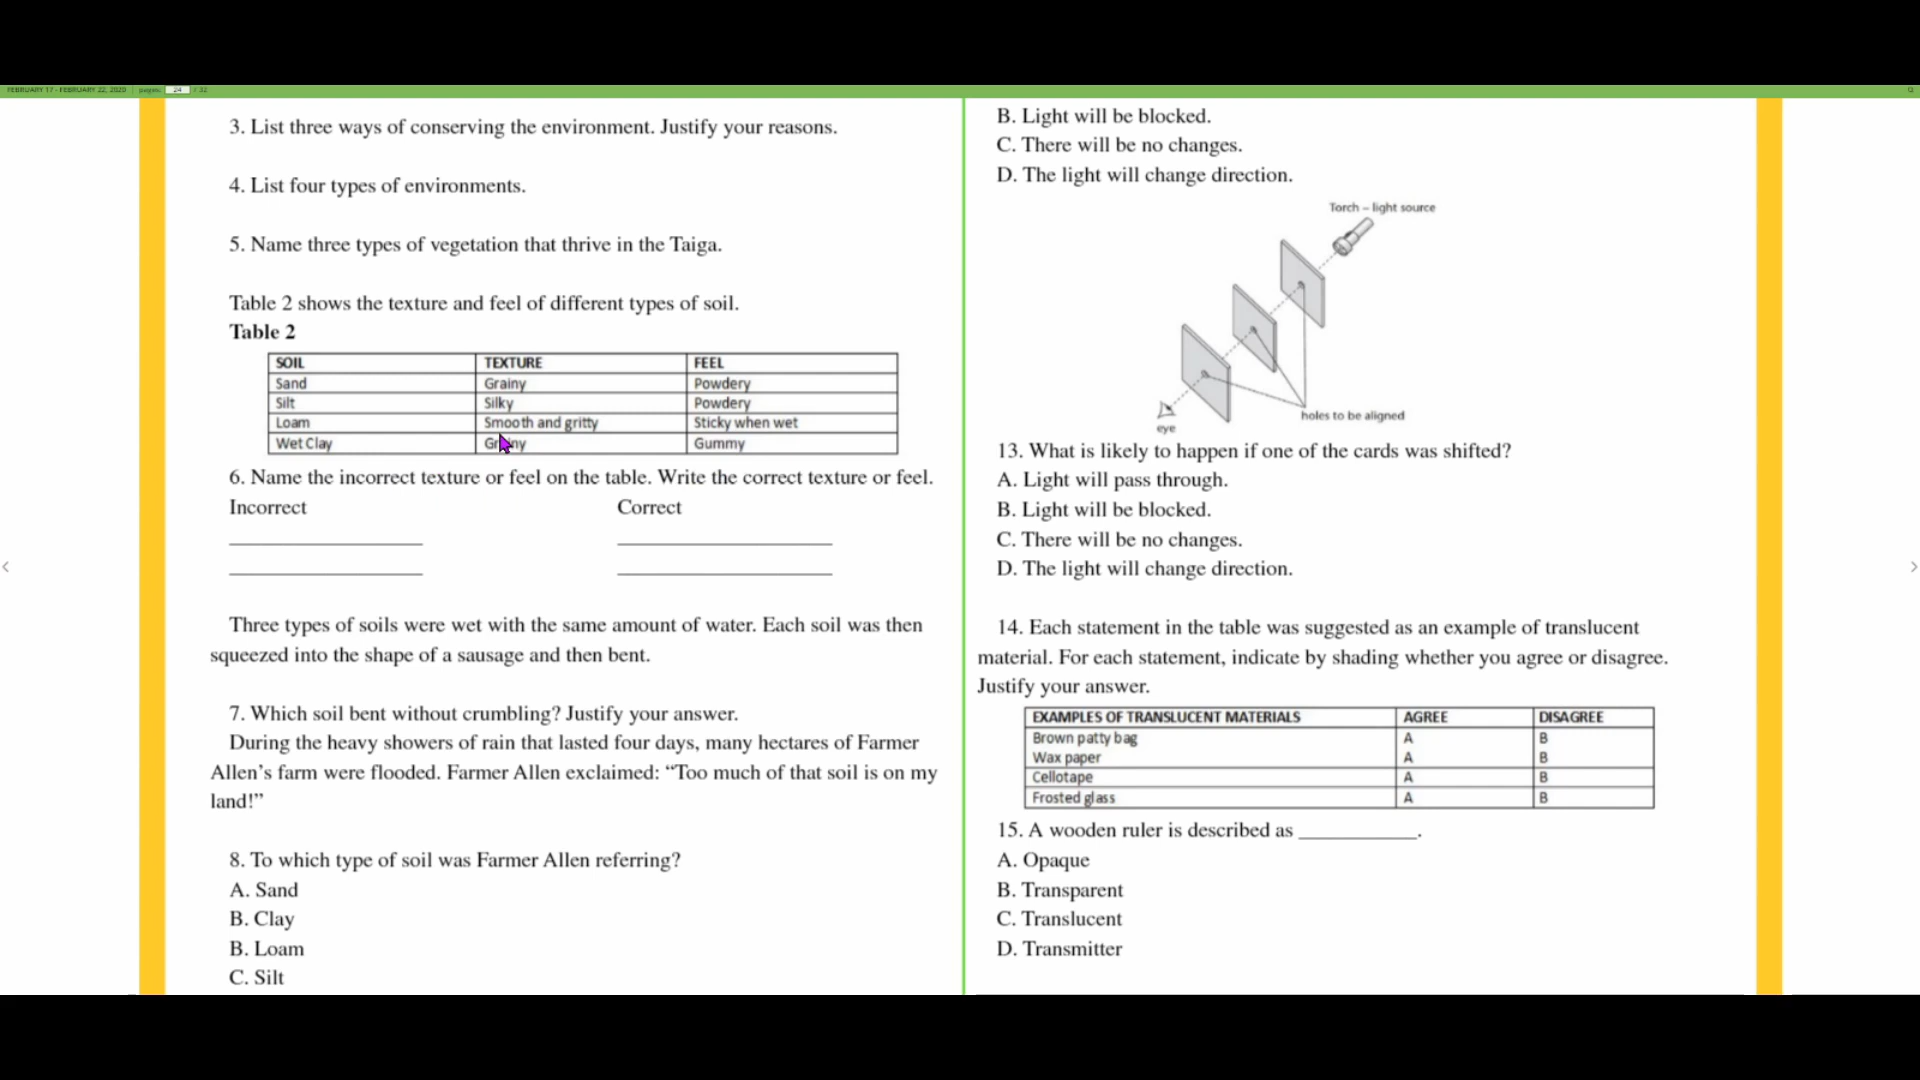 FEBRUARY 17 - FEBRUARY 22, 2020 | pages: 24 / 32
3. List three ways of conserving the environment. Justify your reasons.
4. List four types of environments.
5. Name three types of vegetation that thrive in the Taiga.
Table 2 shows the texture and feel of different types of soil.
Table 2
SOIL TEXTURE FEEL
Sand Grainy Powdery
Silt Silky Powdery
Loam Smooth and gritty Sticky when wet
Wet Clay Grainy Gummy
6. Name the incorrect texture or feel on the table. Write the correct texture or feel.
Incorrect Correct
Three types of soils were wet with the same amount of water. Each soil was then
squeezed into the shape of a sausage and then bent.
7. Which soil bent without crumbling? Justify your answer.
During the heavy showers of rain that lasted four days, many hectares of Farmer
Allen’s farm were flooded. Farmer Allen exclaimed: “Too much of that soil is on my
land!”
8. To which type of soil was Farmer Allen referring?
A. Sand
B. Clay
B. Loam
C. Silt
B. Light will be blocked.
C. There will be no changes.
D. The light will change direction.
Torch – light source
holes to be aligned
eye
13. What is likely to happen if one of the cards was shifted?
A. Light will pass through.
B. Light will be blocked.
C. There will be no changes.
D. The light will change direction.
14. Each statement in the table was suggested as an example of translucent
material. For each statement, indicate by shading whether you agree or disagree.
Justify your answer.
EXAMPLES OF TRANSLUCENT MATERIALS AGREE DISAGREE
Brown patty bag A B
Wax paper A B
Cellotape A B
Frosted glass A B
15. A wooden ruler is described as ___________.
A. Opaque
B. Transparent
C. Translucent
D. Transmitter